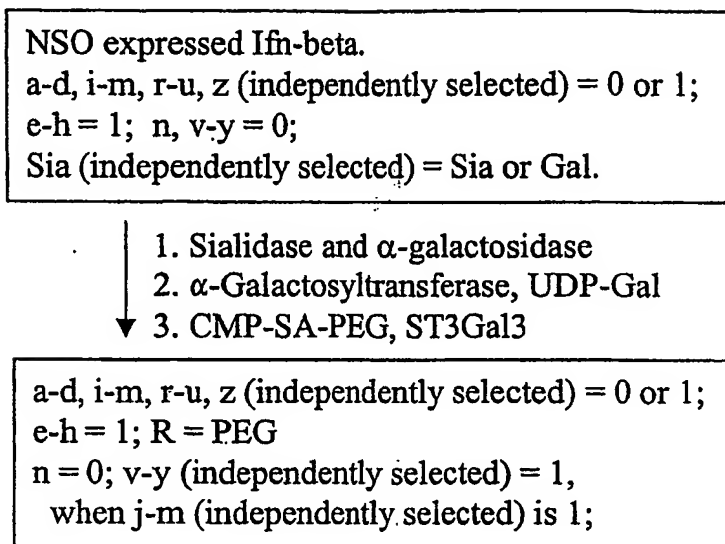 NSO expressed Ifn-beta.
a-d, i-m, r-u, z (independently selected) = 0 or 1;
e-h = 1; n, v-y = 0;
Sia (independently selected) = Sia or Gal.
1. Sialidase and α-galactosidase
2. α-Galactosyltransferase, UDP-Gal
3. CMP-SA-PEG, ST3Gal3
a-d, i-m, r-u, z (independently selected) = 0 or 1;
e-h = 1; R = PEG
n = 0; v-y (independently selected) = 1,
when j-m (independently selected) is 1;